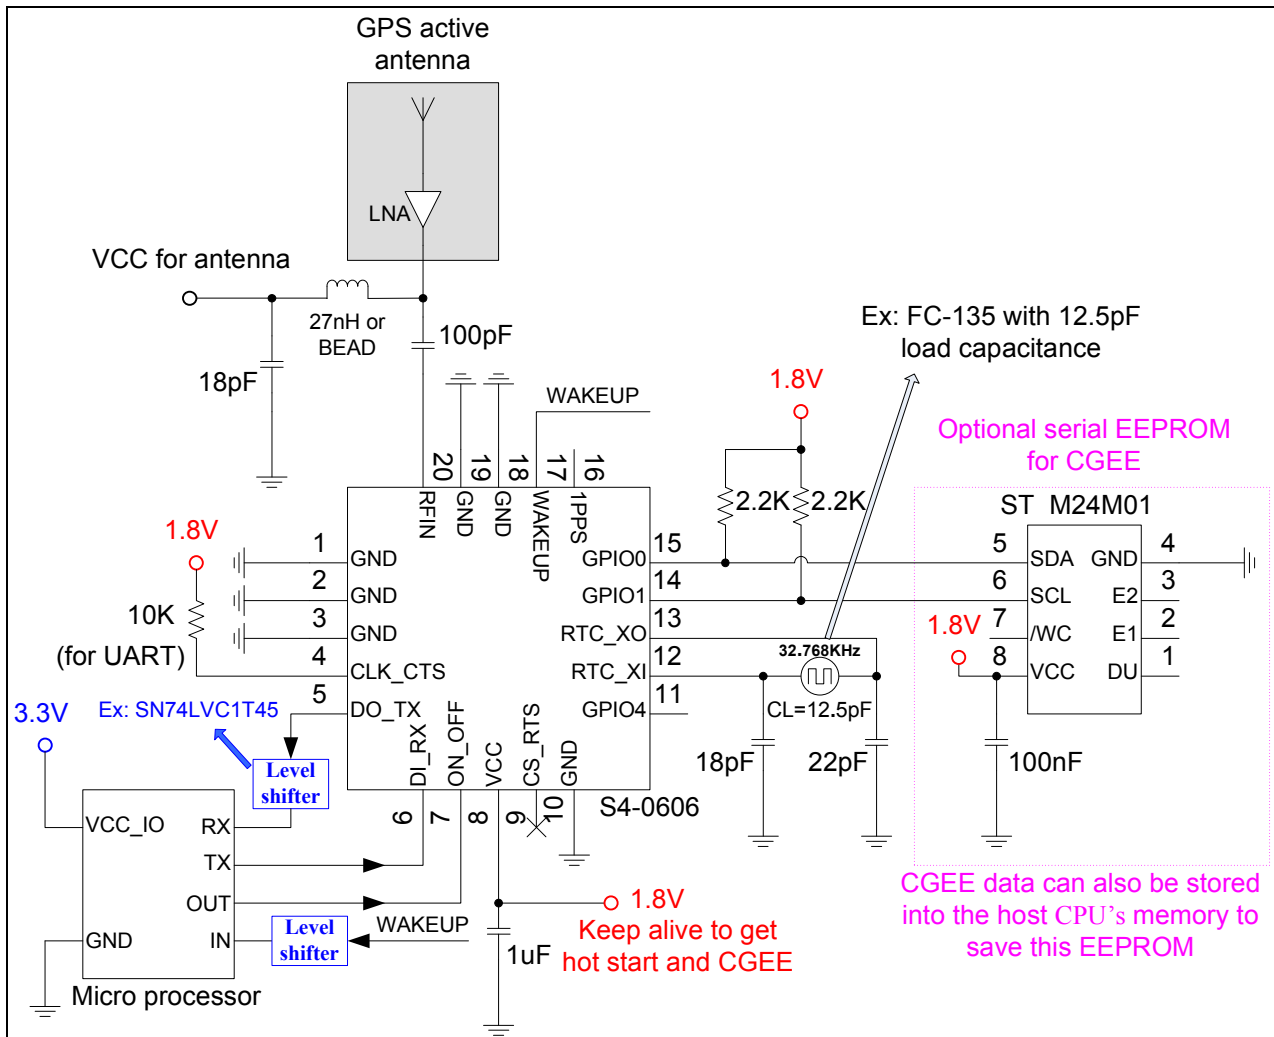 GPS active
antenna
LNA
VCC for antenna
27nH or
BEAD
100pF
18pF
Ex: FC-135 with 12.5pF
load capacitance
1.8V
WAKEUP
Optional serial EEPROM
for CGEE
20
19
18
17
16
RFIN
GND
GND
WAKEUP
1PPS
2.2K
2.2K
ST M24M01
1.8V
10K
(for UART)
1
GND
2
GND
3
GND
4
CLK_CTS
5
DO_TX
15
GPIO0
14
GPIO1
13
RTC_XO
12
RTC_XI
11
GPIO4
32.768KHz
CL=12.5pF
18pF
22pF
5
SDA
6
SCL
7
/WC
8
VCC
GND
4
E2
3
E1
2
DU
1
1.8V
100nF
3.3V
Ex: SN74LVC1T45
Level
shifter
DI_RX
ON_OFF
VCC
CS_RTS
GND
6
7
8
9
10
S4-0606
VCC_IO
RX
TX
OUT
GND
IN
Level
shifter
WAKEUP
Micro processor
1uF
1.8V
Keep alive to get
hot start and CGEE
CGEE data can also be stored
into the host CPU's memory to
save this EEPROM